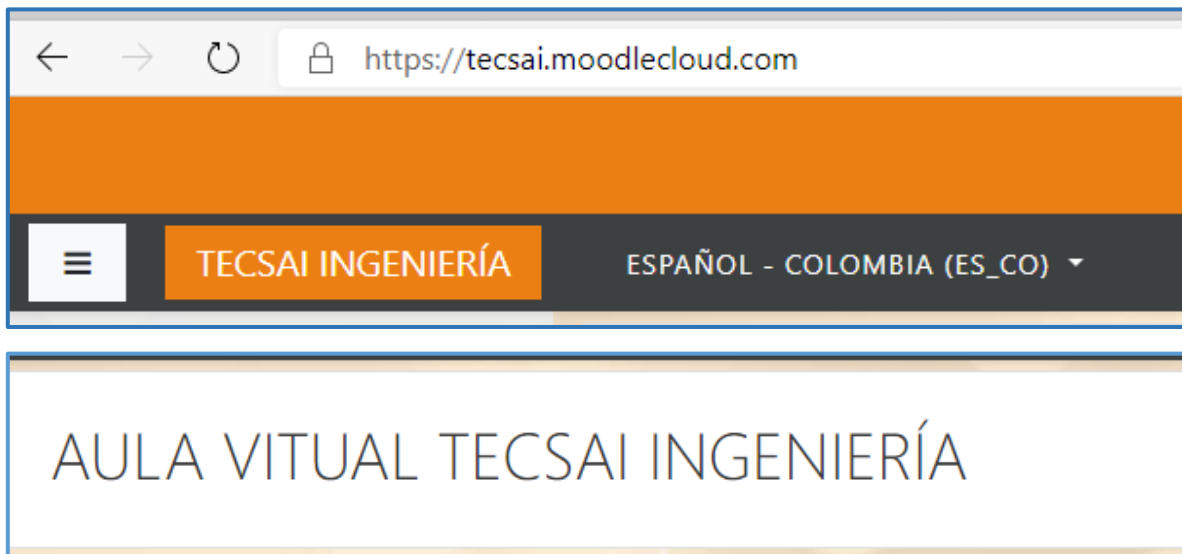 https://tecsai.moodlecloud.com
TECSAI INGENIERÍA ESPAÑOL - COLOMBIA (ES_CO)
AULA VITUAL TECSAI INGENIERÍA